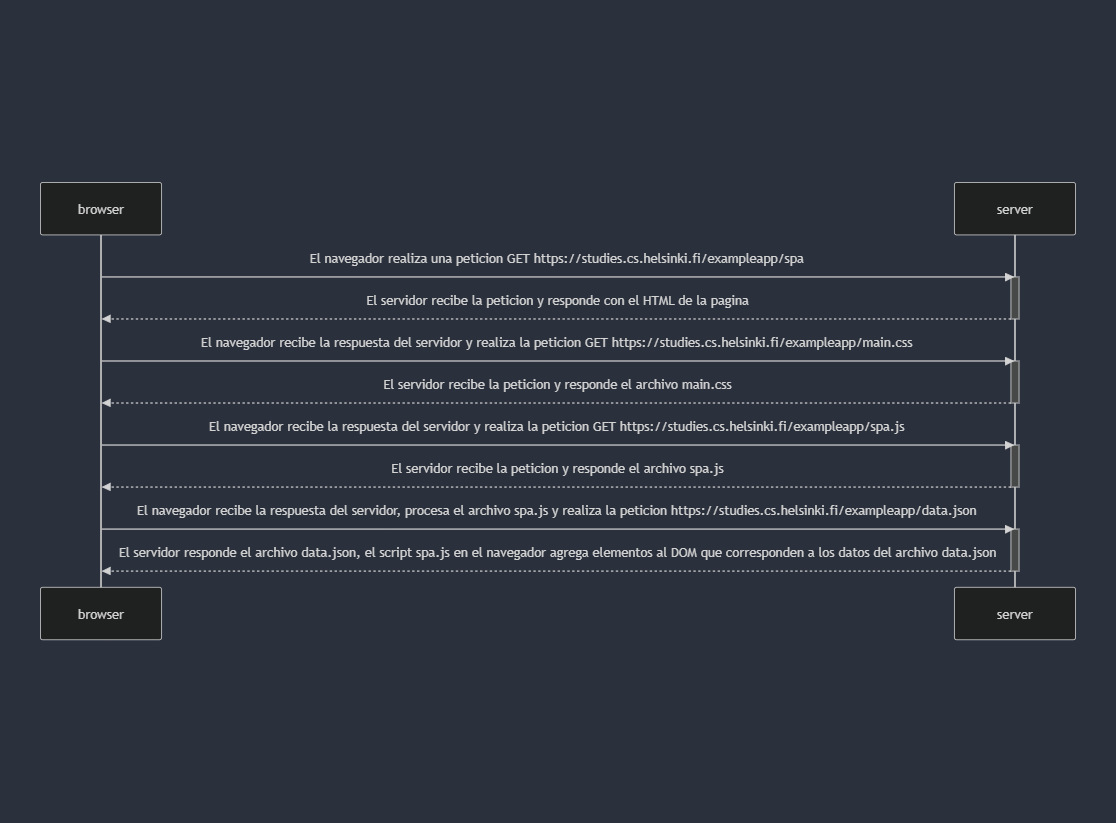 browser
server
El navegador realiza una peticion GET https://studies.cs.helsinki.fi/exampleapp/spa
El servidor recibe la peticion y responde con el HTML de la pagina
El navegador recibe la respuesta del servidor y realiza la peticion GET https://studies.cs.helsinki.fi/exampleapp/main.css
El servidor recibe la peticion y responde el archivo main.css
El navegador recibe la respuesta del servidor y realiza la peticion GET https://studies.cs.helsinki.fi/exampleapp/spa.js
El servidor recibe la peticion y responde el archivo spa.js
El navegador recibe la respuesta del servidor, procesa el archivo spa.js y realiza la peticion https://studies.cs.helsinki.fi/exampleapp/data.json
El servidor responde el archivo data.json, el script spa.js en el navegador agrega elementos al DOM que corresponden a los datos del archivo data.json
browser
server